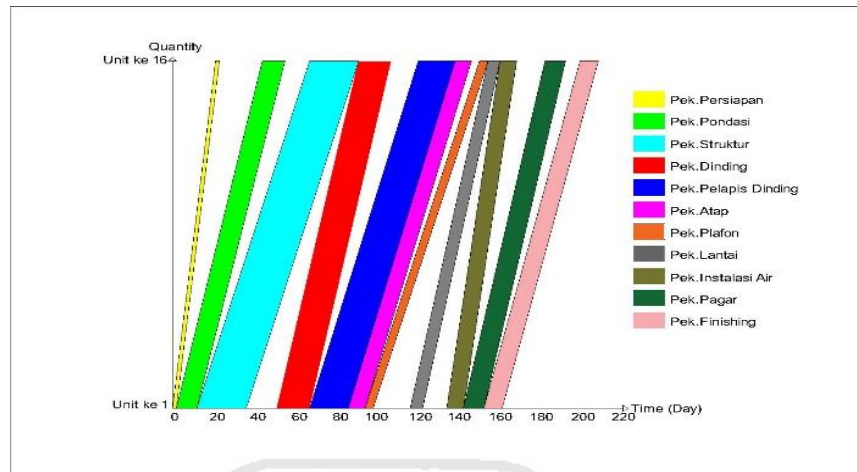 Quantity
Unit ke 16
Pek.Persiapan
Pek.Pondasi
Pek.Struktur
Pek.Dinding
Pek.Pelapis Dinding
Pek.Atap
Pek.Plafon
Pek.Lantai
Pek.Instalasi Air
Pek.Pagar
Pek.Finishing
Unit ke 1
Time (Day)
0 20 40 60 80 100 120 140 160 180 200 220